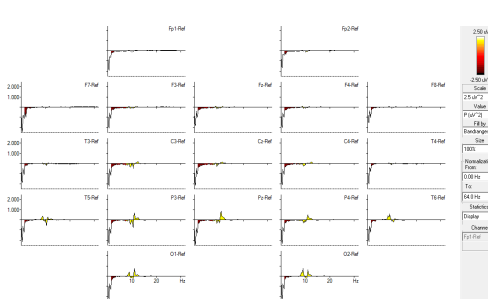 Fp1-Ref Fp2-Ref
2.50 uV
-2.50 uV
Scale
2.5 uV^2
Value
P (uV^2)
Fill by
Size
100%
From
0.00 Hz
To:
64.0 Hz
Display
Fp1-Ref
2.000
1.000
F7-Ref F3-Ref Fz-Ref F4-Ref F8-Ref
2.000
1.000
T3-Ref C3-Ref Cz-Ref C4-Ref T4-Ref
2.000
1.000
T5-Ref P3-Ref Pz-Ref P4-Ref T6-Ref
O1-Ref O2-Ref
10 20 Hz 10 20 Hz